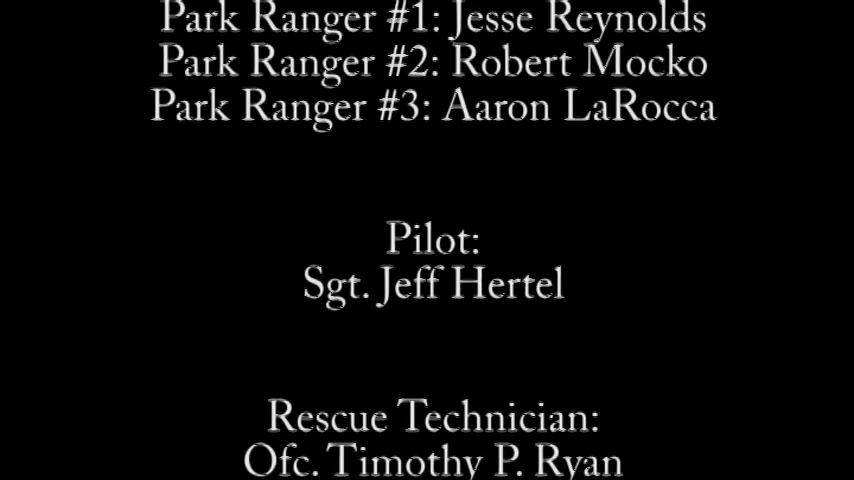 Park Ranger #1: Jesse Reynolds
Park Ranger #2: Robert Mocko
Park Ranger #3: Aaron LaRocca
Pilot:
Sgt. Jeff Hertel
Rescue Technician:
Ofc. Timothy P. Ryan